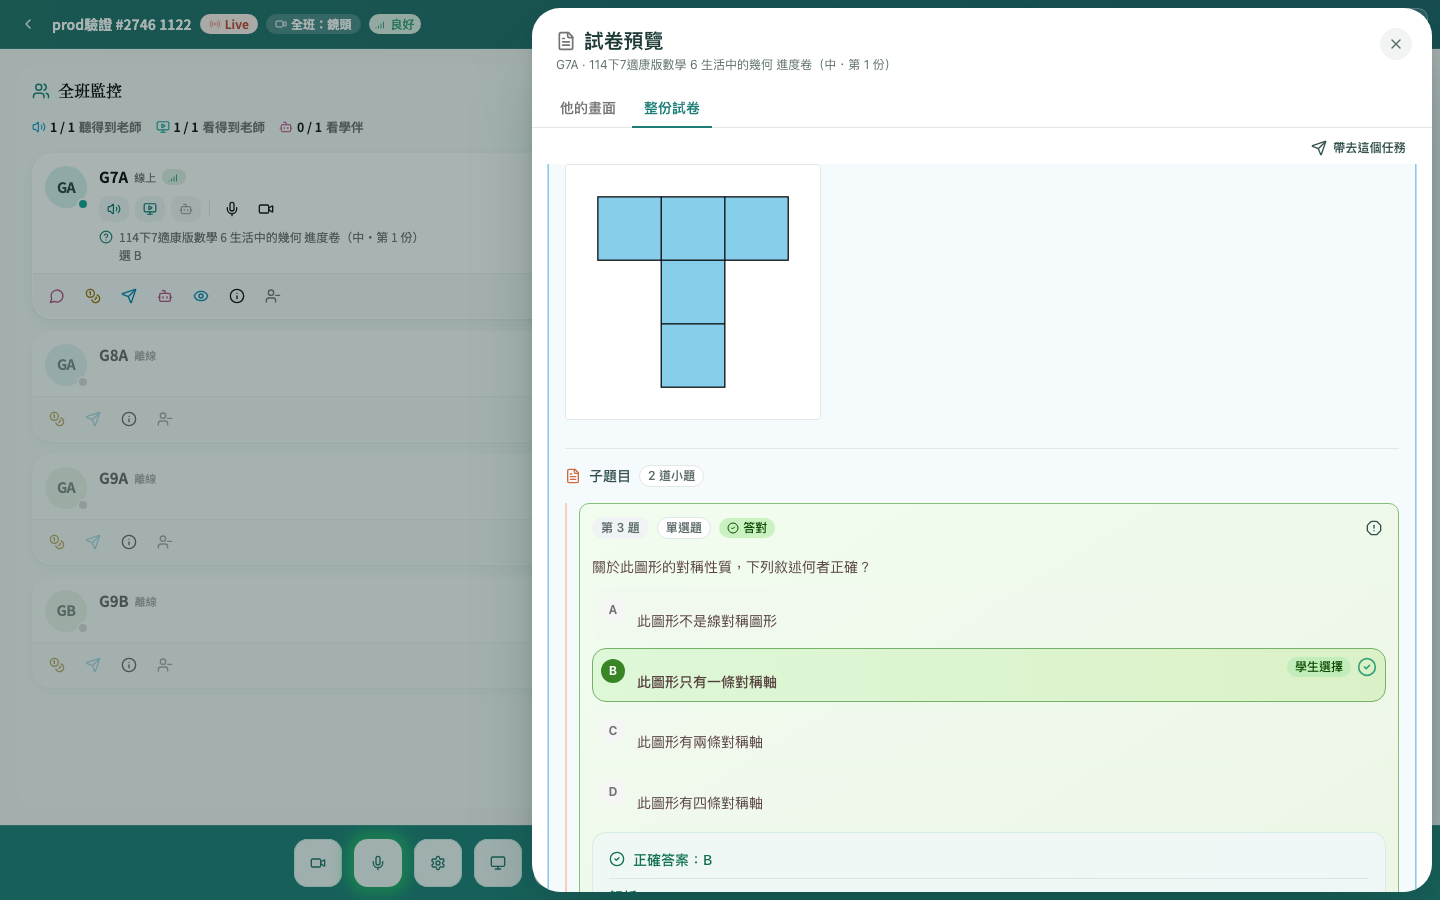 prod驗證 #2746 1122
Live
全班：鏡頭
良好
全班監控
1 / 1 聽得到老師
1 / 1 看得到老師
0 / 1 看學伴
GA
G7A 線上
114下7適康版數學 6 生活中的幾何 進度卷（中・第 1 份）
選 B
GA
G8A 離線
GA
G9A 離線
GB
G9B 離線
試卷預覽
G7A · 114下7適康版數學 6 生活中的幾何 進度卷（中・第 1 份）
他的畫面
整份試卷
帶去這個任務
子題目
2 道小題
第 3 題
單選題
答對
關於此圖形的對稱性質，下列敘述何者正確？
A
此圖形不是線對稱圖形
B
此圖形只有一條對稱軸
學生選擇
C
此圖形有兩條對稱軸
D
此圖形有四條對稱軸
正確答案：B